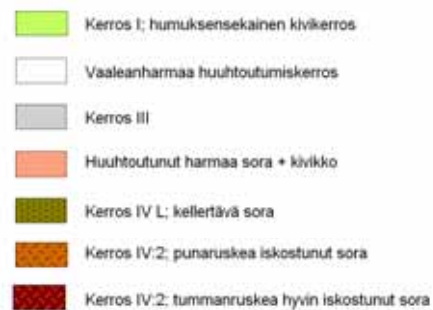 Kerros I; humuksensekainen kivikerros
Vaaleanharmaa huuhtoutumiskerros
Kerros III
Huuhtoutunut harmaa sora + kivikko
Kerros IV L; kellertävä sora
Kerros IV:2; punaruskea iskostunut sora
Kerros IV:2; tummanruskea hyvin iskostunut sora